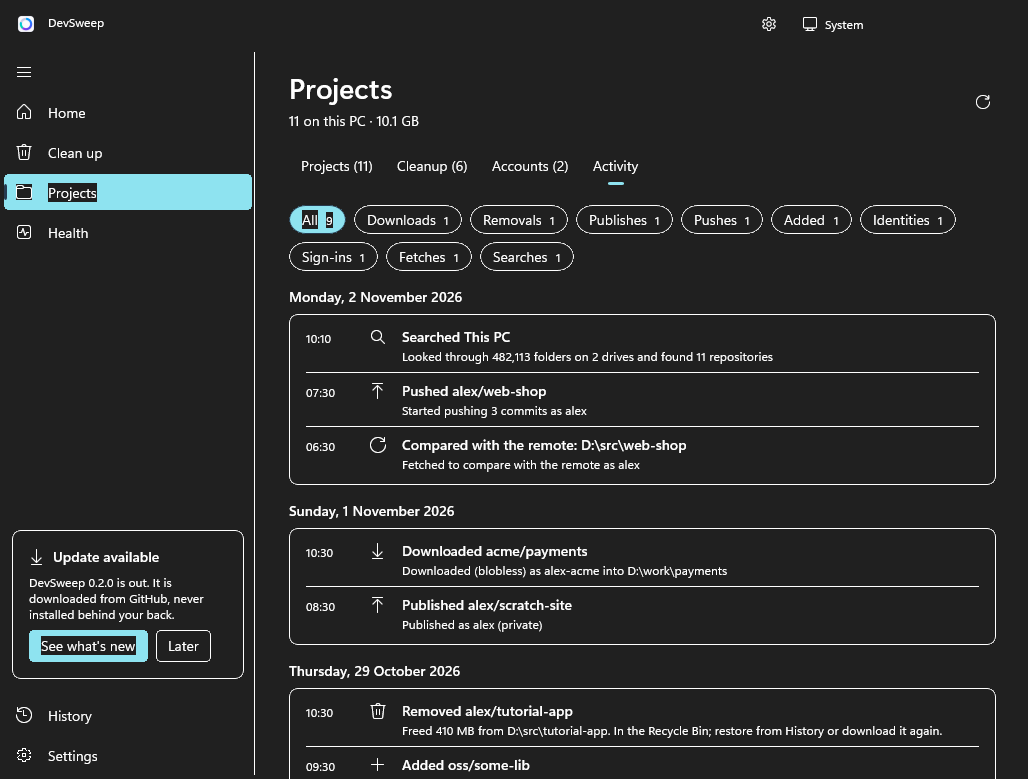 DevSweep
System
Home
Clean up
Projects
Health
Update available
DevSweep 0.2.0 is out. It is
downloaded from GitHub, never
installed behind your back.
See what's new
Later
History
Settings
Projects
11 on this PC · 10.1 GB
Projects (11)
Cleanup (6)
Accounts (2)
Activity
All 9
Downloads 1
Removals 1
Publishes 1
Pushes 1
Added 1
Identities 1
Sign-ins 1
Fetches 1
Searches 1
Monday, 2 November 2026
10:10
Searched This PC
Looked through 482,113 folders on 2 drives and found 11 repositories
07:30
Pushed alex/web-shop
Started pushing 3 commits as alex
06:30
Compared with the remote: D:\src\web-shop
Fetched to compare with the remote as alex
Sunday, 1 November 2026
10:30
Downloaded acme/payments
Downloaded (blobless) as alex-acme into D:\work\payments
08:30
Published alex/scratch-site
Published as alex (private)
Thursday, 29 October 2026
10:30
Removed alex/tutorial-app
Freed 410 MB from D:\src\tutorial-app. In the Recycle Bin; restore from History or download it again.
09:30
Added oss/some-lib